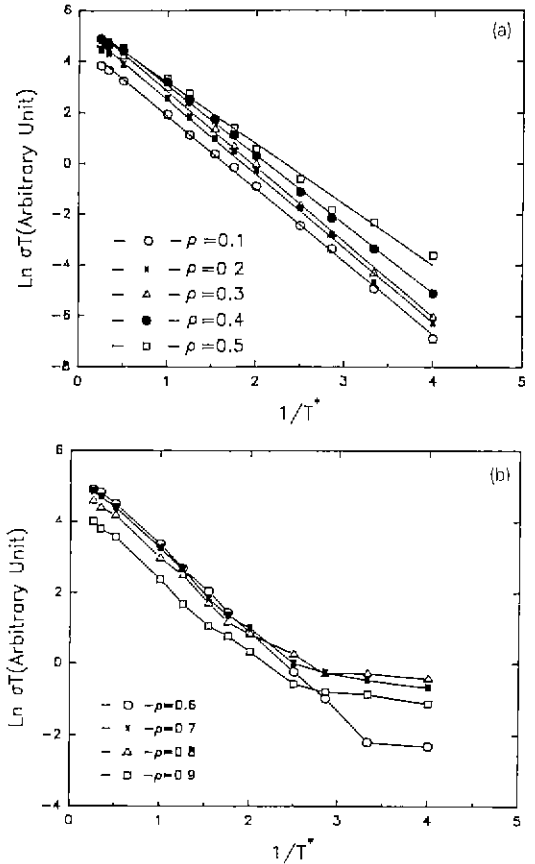 (a)
6
4
2
0
−2
−4
−6
−8
Ln σT(Arbitrary Unit)
− ○ − ρ=0.1
− ✱ − ρ=0.2
− △ − ρ=0.3
− ● − ρ=0.4
− □ − ρ=0.5
0 1 2 3 4 5
1/T*
(b)
6
4
2
0
−2
−4
Ln σT(Arbitrary Unit)
− ○ −ρ=0.6
− ✱ −ρ=0.7
− △ −ρ=0.8
− □ −ρ=0.9
0 1 2 3 4 5
1/T*